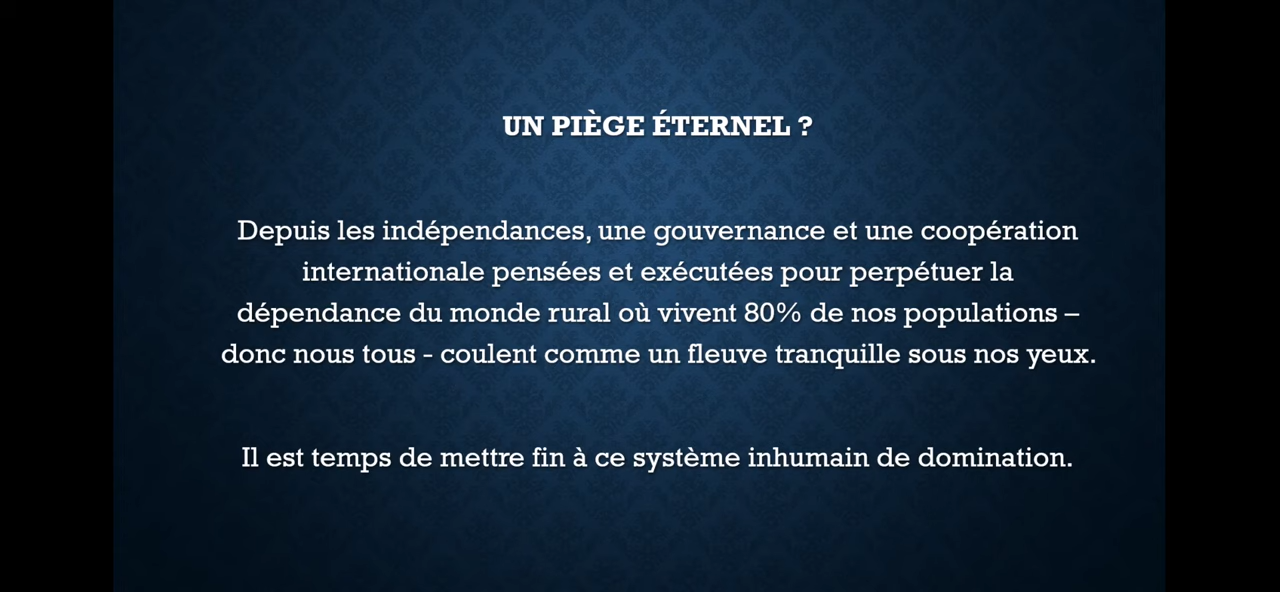 UN PIÈGE ÉTERNEL ?
Depuis les indépendances, une gouvernance et une coopération
internationale pensées et exécutées pour perpétuer la
dépendance du monde rural où vivent 80% de nos populations –
donc nous tous - coulent comme un fleuve tranquille sous nos yeux.
Il est temps de mettre fin à ce système inhumain de domination.